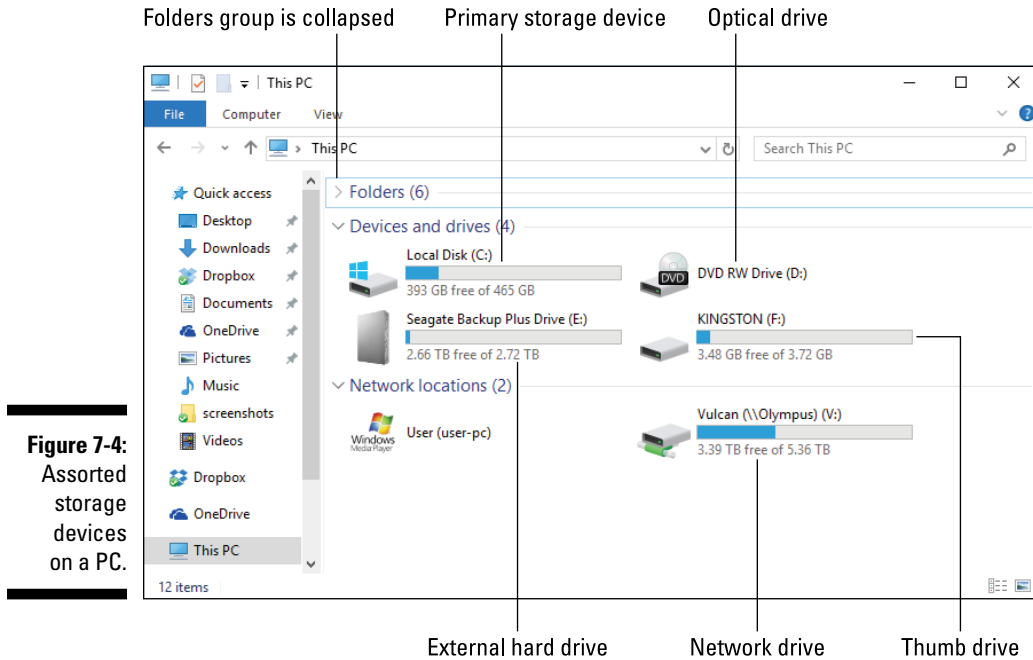 Folders group is collapsed
Primary storage device
Optical drive
This PC
File
Computer
View
This PC
Search This PC
Quick access
Desktop
Downloads
Dropbox
Documents
OneDrive
Pictures
Music
screenshots
Videos
Dropbox
OneDrive
This PC
12 items
Folders (6)
Devices and drives (4)
Local Disk (C:)
393 GB free of 465 GB
DVD
DVD RW Drive (D:)
Seagate Backup Plus Drive (E:)
2.66 TB free of 2.72 TB
KINGSTON (F:)
3.48 GB free of 3.72 GB
Network locations (2)
Windows
Media Player
User (user-pc)
Vulcan (\\Olympus) (V:)
3.39 TB free of 5.36 TB
Figure 7-4:
Assorted
storage
devices
on a PC.
External hard drive
Network drive
Thumb drive